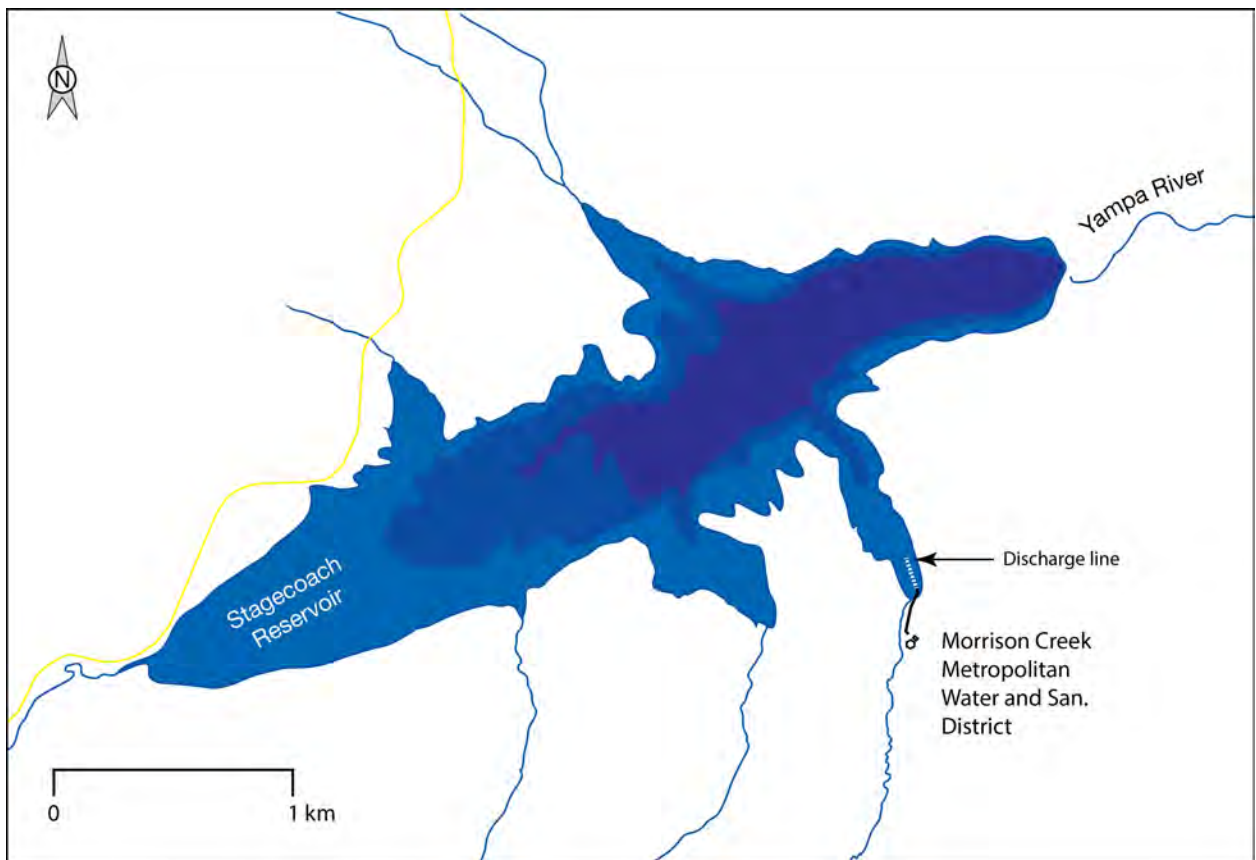 N
Yampa River
Stagecoach
Reservoir
Discharge line
Morrison Creek
Metropolitan
Water and San.
District
0
1 km